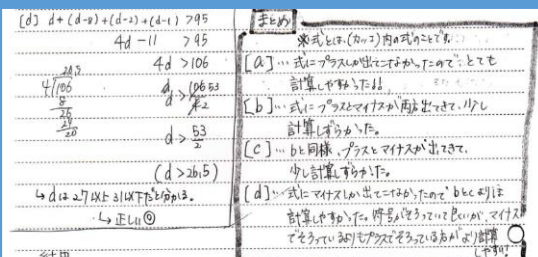 [d] d+(d-8)+(d-2)+(d-1) >95
4d-11 >95
4d >106
26.5
4)106
8
26
24
20
d> 106 53
4 2
d> 53/2
(d>26.5)
↳dは27以上31以下だと分かる。
↳正しい◎
まとめ
※式とは、(カッコ)内の式のことです。
[a]…式にプラスしか出てこなかったので、とても
計算しやすかった!!
[b]…式にプラスとマイナスが両方出てきて、少し
計算しずらかった。
[c]…bと同様、プラスとマイナスが出てきて、
少し計算しずらかった。
[d]…式にマイナスしか出てこなかったのでbとcよりは
計算しやすかった。符号がそろっていて良いが、マイナス
でそろっているよりもプラスでそろっている方がより計算
しやすい!